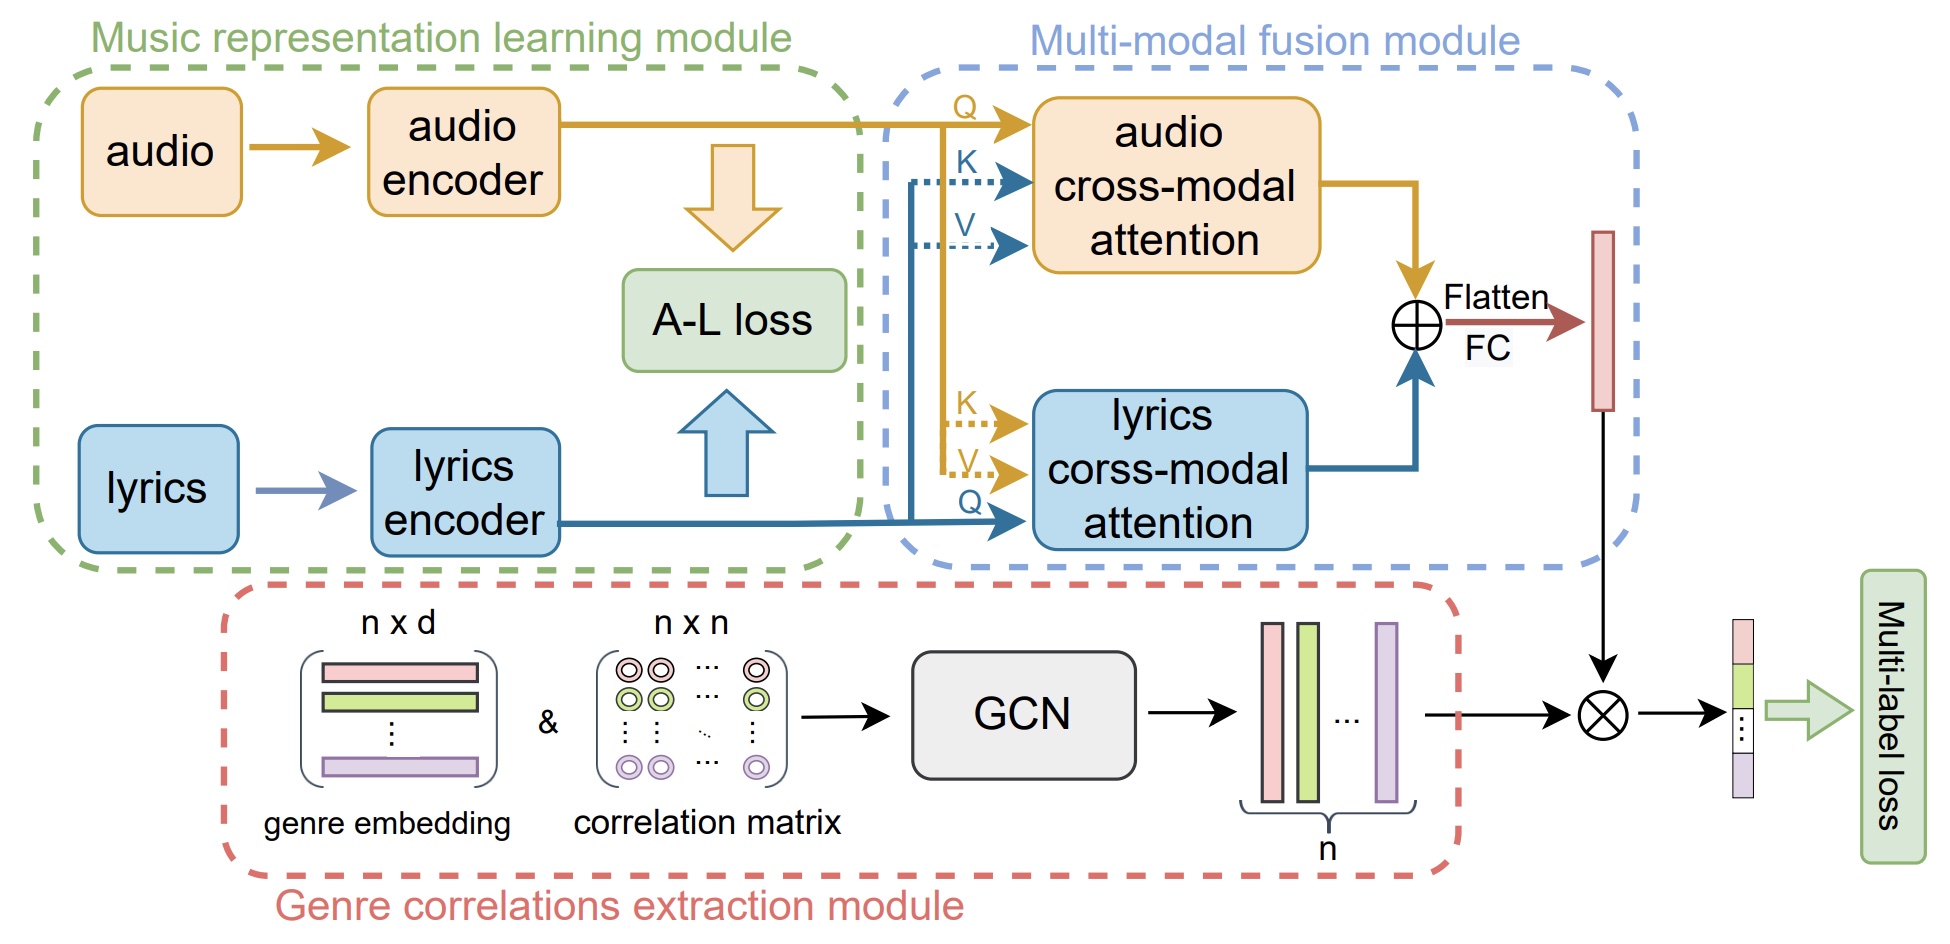 Music representation learning module
Multi-modal fusion module
audio
audio
encoder
A-L loss
lyrics
lyrics
encoder
Q
K
V
audio
cross-modal
attention
K
V
Q
lyrics
corss-modal
attention
Flatten
FC
n x d
genre embedding
&
n x n
correlation matrix
GCN
...
n
Multi-label loss
Genre correlations extraction module